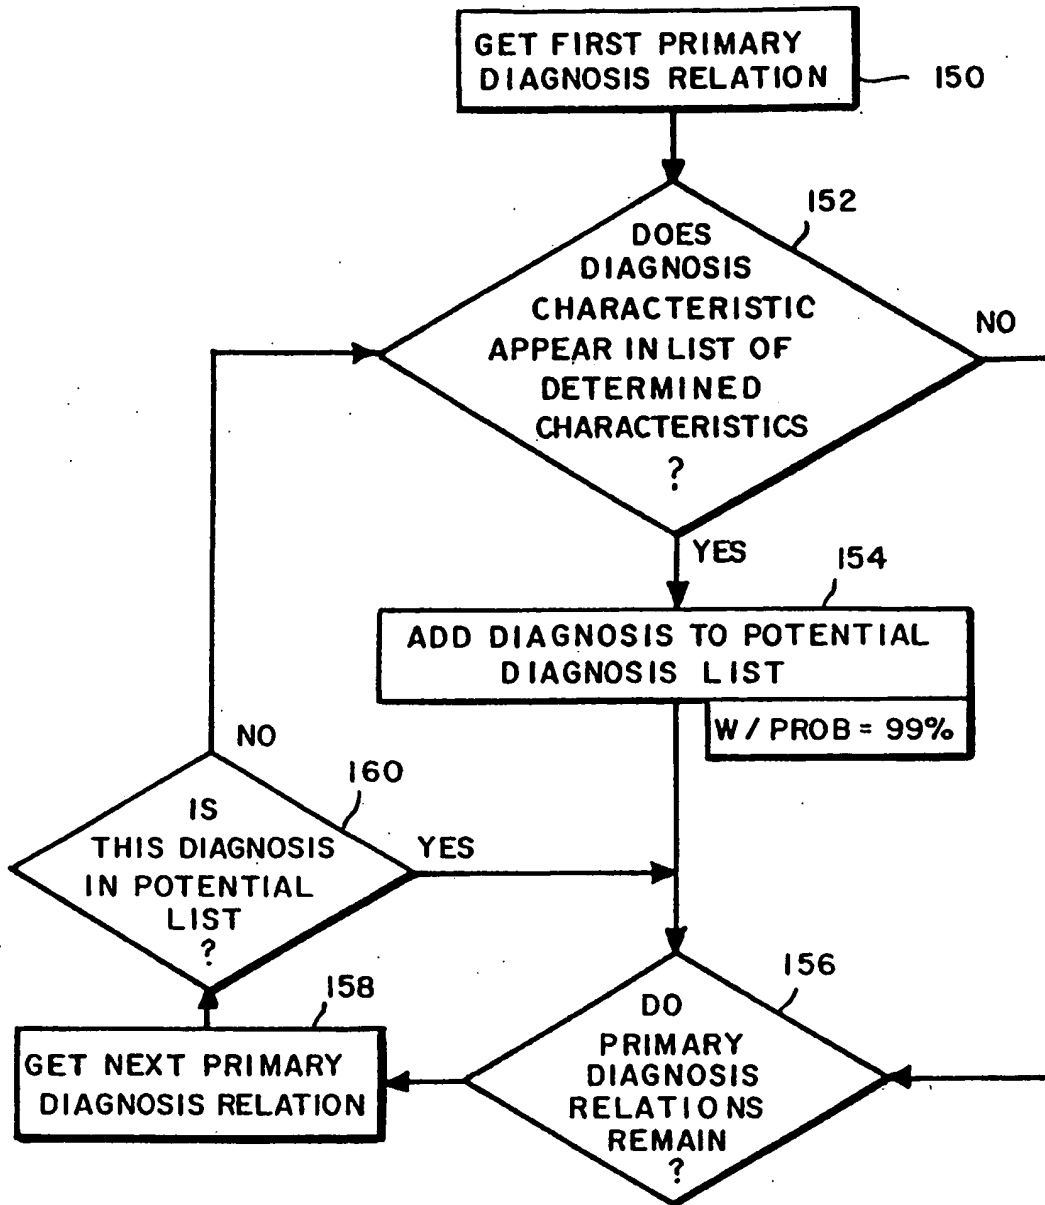 GET FIRST PRIMARY
DIAGNOSIS RELATION
150
152
DOES
DIAGNOSIS
CHARACTERISTIC
APPEAR IN LIST OF
DETERMINED
CHARACTERISTICS
?
NO
YES
154
ADD DIAGNOSIS TO POTENTIAL
DIAGNOSIS LIST
W/PROB = 99%
NO
160
IS
THIS DIAGNOSIS
IN POTENTIAL
LIST
?
YES
158
GET NEXT PRIMARY
DIAGNOSIS RELATION
156
DO
PRIMARY
DIAGNOSIS
RELATIONS
REMAIN
?